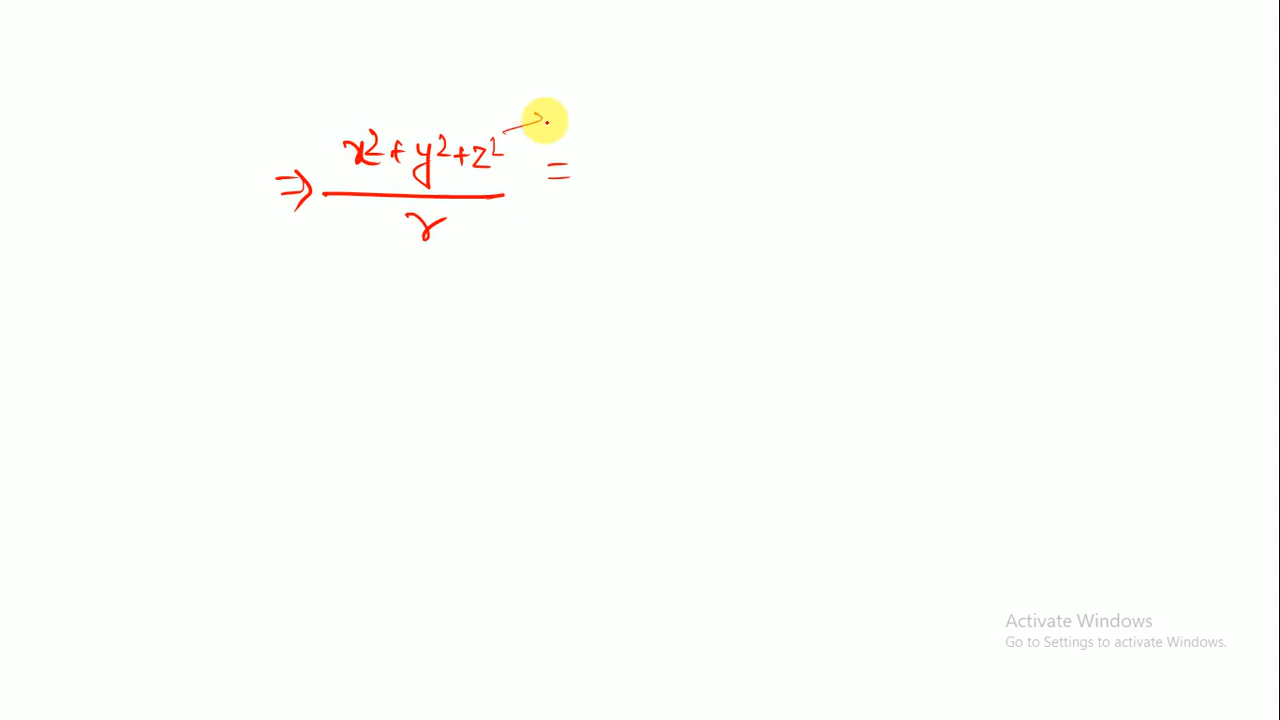 ⇒ x²+y²+z² / r =
Activate Windows
Go to Settings to activate Windows.